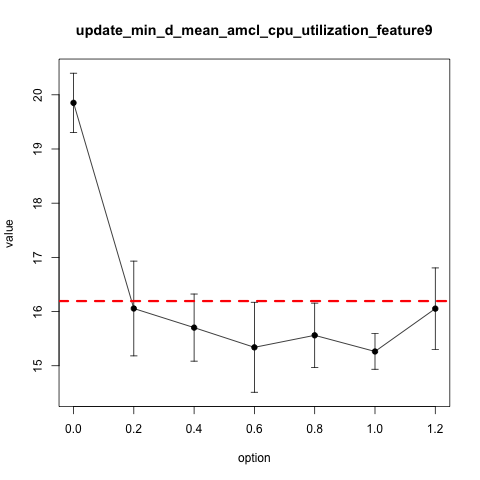 update_min_d_mean_amcl_cpu_utilization_feature9
value
20
19
18
17
16
15
0.0 0.2 0.4 0.6 0.8 1.0 1.2
option